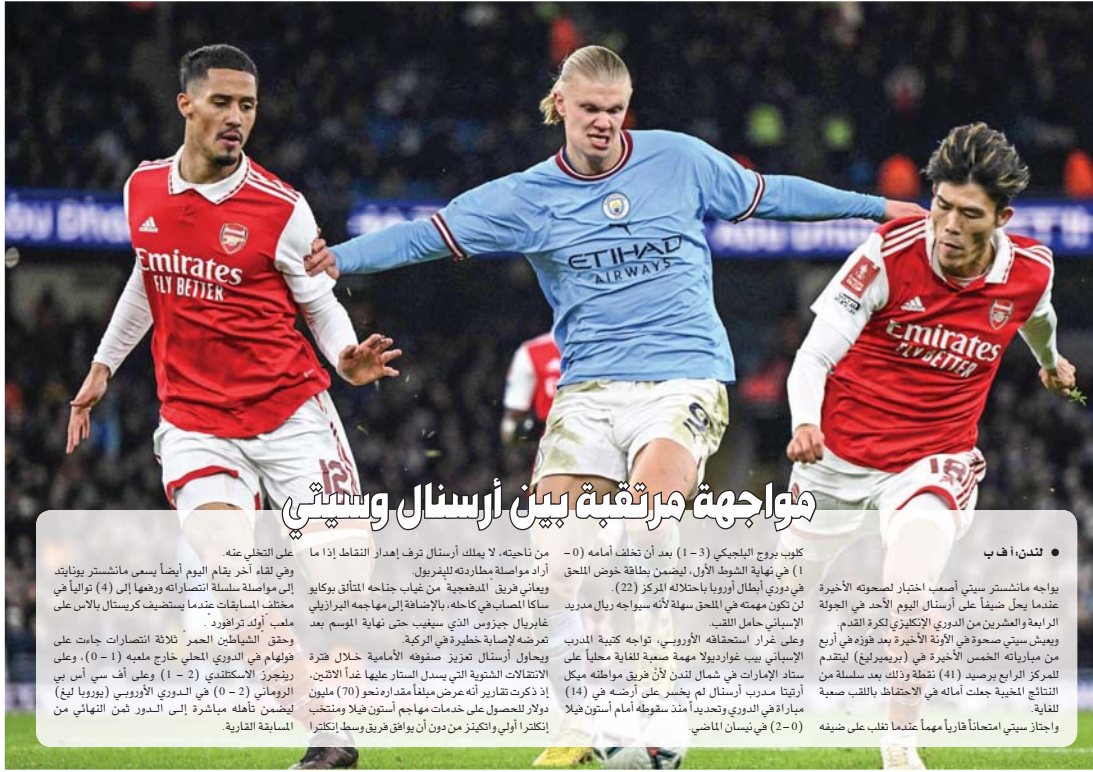 Abu Dhabi
ETIHAD
AIRWAYS
Emirates
FLY BETTER
Emirates
FLY BETTER
12
9
18
مواجهة مرتقبة بين أرسنال وسيتي
● لندن: أ ف ب
يواجه مانشستر سيتي أصعب اختبار لصحوته الأخيرة
عندما يحلّ ضيفاً على أرسنال اليوم الأحد في الجولة
الرابعة والعشرين من الدوري الإنكليزي لكرة القدم.
ويعيش سيتي صحوة في الآونة الأخيرة بعد فوزه في أربع
من مبارياته الخمس الأخيرة في (بريميرليغ) ليتقدم
للمركز الرابع برصيد (41) نقطة وذلك بعد سلسلة من
النتائج المخيبة جعلت آماله في الاحتفاظ باللقب صعبة
للغاية.
واجتاز سيتي امتحاناً قارياً مهماً عندما تغلب على ضيفه
كلوب بروج البلجيكي (3 – 1) بعد أن تخلف أمامه (0 –
1) في نهاية الشوط الأول، ليضمن بطاقة خوض الملحق
في دوري أبطال أوروبا باحتلاله المركز (22).
لن تكون مهمته في الملحق سهلة لأنه سيواجه ريال مدريد
الإسباني حامل اللقب.
وعلى غرار استحقاقه الأوروبي، تواجه كتيبة المدرب
الإسباني بيب غوارديولا مهمة صعبة للغاية محلياً على
ستاد الإمارات في شمال لندن لأنّ فريق مواطنه ميكل
أرتيتا مدرب أرسنال لم يخسر على أرضه في (14)
مباراة في الدوري وتحديداً منذ سقوطه أمام أستون فيلا
(0 – 2) في نيسان الماضي.
من ناحيته، لا يملك أرسنال ترف إهدار النقاط إذا ما
أراد مواصلة مطاردته لليفربول.
ويعاني فريق "المدفعجية" من غياب جناحه المتألق بوكايو
ساكا المصاب في كاحله، بالإضافة إلى مهاجمه البرازيلي
غابريال جيزوس الذي سيغيب حتى نهاية الموسم بعد
تعرضه لإصابة خطيرة في الركبة.
ويحاول أرسنال تعزيز صفوفه الأمامية خلال فترة
الانتقالات الشتوية التي يسدل الستار عليها غداً الاثنين،
إذ ذكرت تقارير أنه عرض مبلغاً مقداره نحو (70) مليون
دولار للحصول على خدمات مهاجم أستون فيلا ومنتخب
إنكلترا أولي واتكينز من دون أن يوافق فريق وسط إنكلترا
على التخلي عنه.
وفي لقاء آخر يقام اليوم أيضاً يسعى مانشستر يونايتد
إلى مواصلة سلسلة انتصاراته ورفعها إلى (4) توالياً في
مختلف المسابقات عندما يستضيف كريستال بالاس على
ملعب "أولد ترافورد".
وحقق "الشياطين الحمر" ثلاثة انتصارات جاءت على
فولهام في الدوري المحلي خارج ملعبه (1 – 0)، وعلى
رينجرز الاسكتلندي (2 – 1) وعلى أف سي أس بي
الروماني (2 – 0) في الدوري الأوروبي (يوروبا ليغ)
ليضمن تأهله مباشرة إلى الدور ثمن النهائي من
المسابقة القارية.